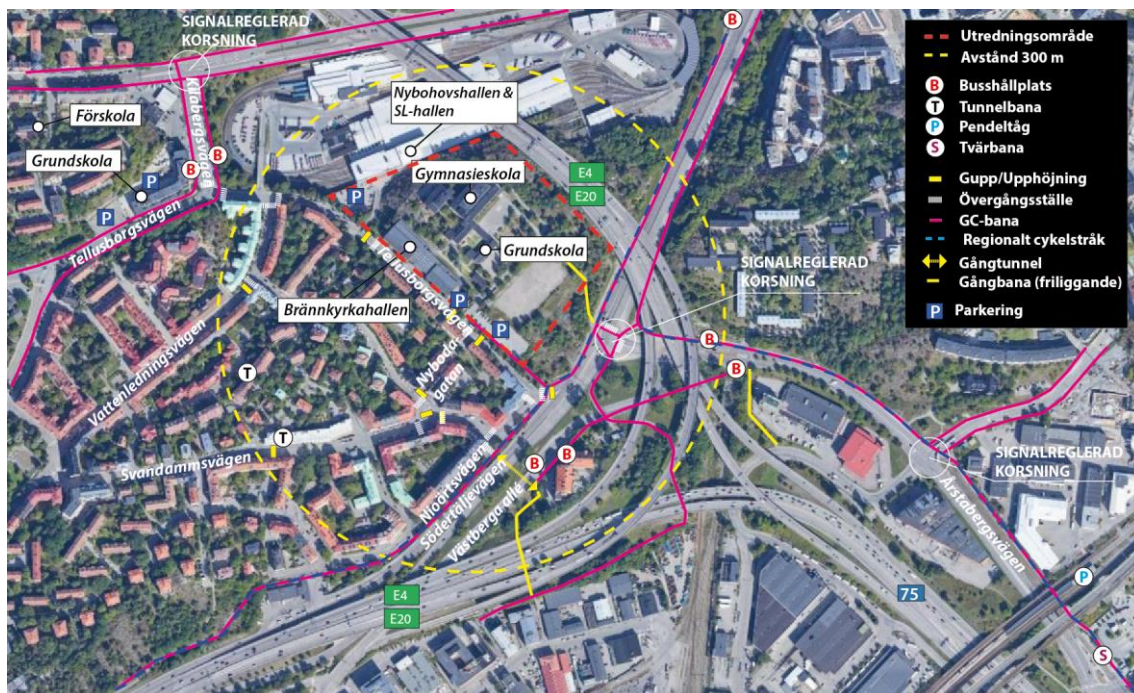 SIGNALREGLERAD
KORSNING
B
Utredningsområde
Avstånd 300 m
B Busshållplats
T Tunnelbana
P Pendeltåg
S Tvärbana
Gupp/Upphöjning
Övergångsställe
GC-bana
Regionalt cykelstråk
Gångtunnel
Gångbana (friliggande)
P Parkering
Nybohovshallen &
SL-hallen
Förskola
Kilabergsvägen
Grundskola
B
B
P
P
P
Gymnasieskola
E4
E20
Tellusborgsvägen
Grundskola
Tellusborgsvägen
SIGNALREGLERAD
KORSNING
Brännkyrkahallen
P
P
B
Vattenledningsvägen
Nyboda
gatan
T
B
T
Svandammsvägen
B
B
SIGNALREGLERAD
KORSNING
Södertäljevägen
Västberga allé
Årstabergsvägen
E4
E20
75
P
S